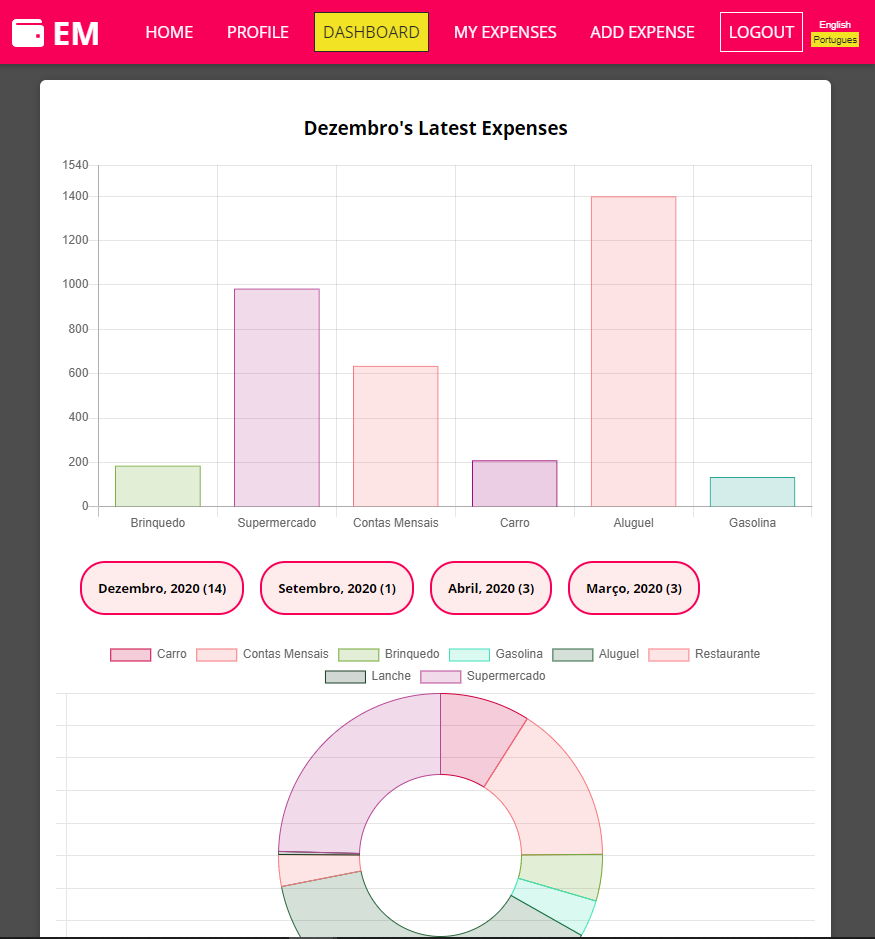 EM HOME PROFILE DASHBOARD MY EXPENSES ADD EXPENSE LOGOUT
English
Portugues
Dezembro's Latest Expenses
1540
1400
1200
1000
800
600
400
200
0
Brinquedo Supermercado Contas Mensais Carro Aluguel Gasolina
Dezembro, 2020 (14) Setembro, 2020 (1) Abril, 2020 (3) Março, 2020 (3)
Carro Contas Mensais Brinquedo Gasolina Aluguel Restaurante
Lanche Supermercado